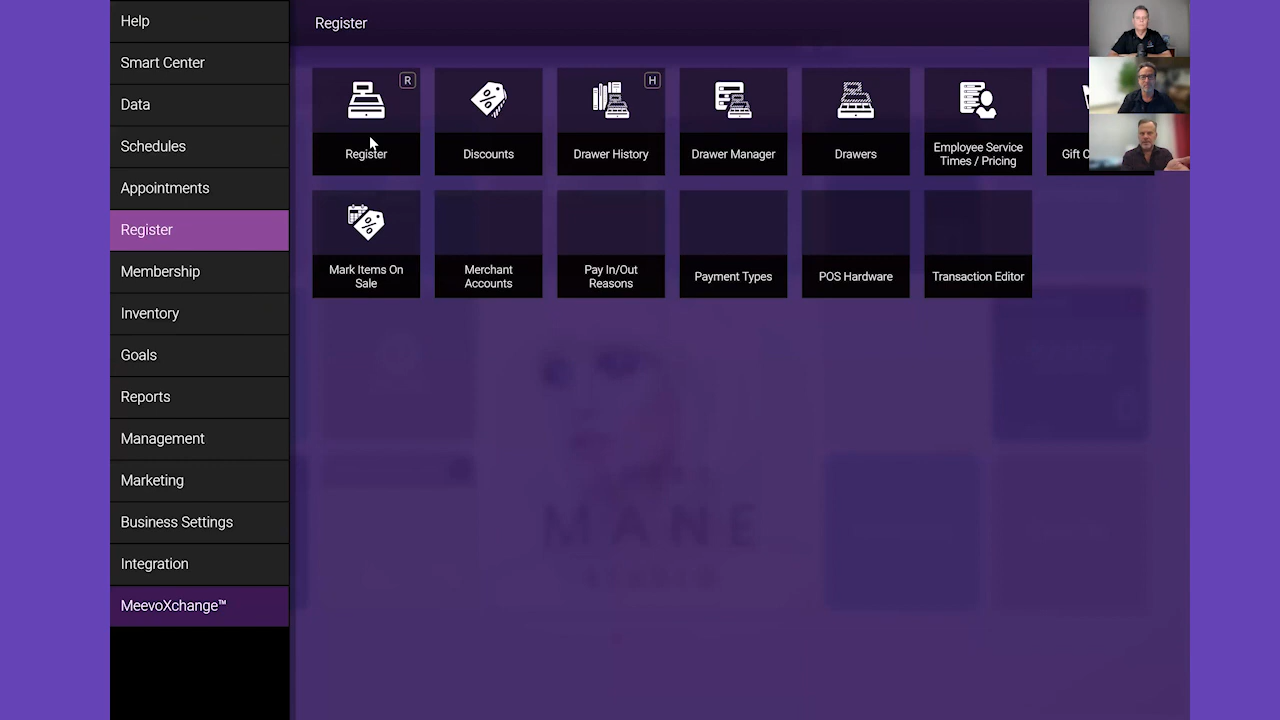 Help
Smart Center
Data
Schedules
Appointments
Register
Membership
Inventory
Goals
Reports
Management
Marketing
Business Settings
Integration
MeevoXchange™
Register
R
Register
Discounts
H
Drawer History
Drawer Manager
Drawers
Employee Service
Times / Pricing
Gift
Mark Items On
Sale
Merchant
Accounts
Pay In/Out
Reasons
Payment Types
POS Hardware
Transaction Editor
MANE